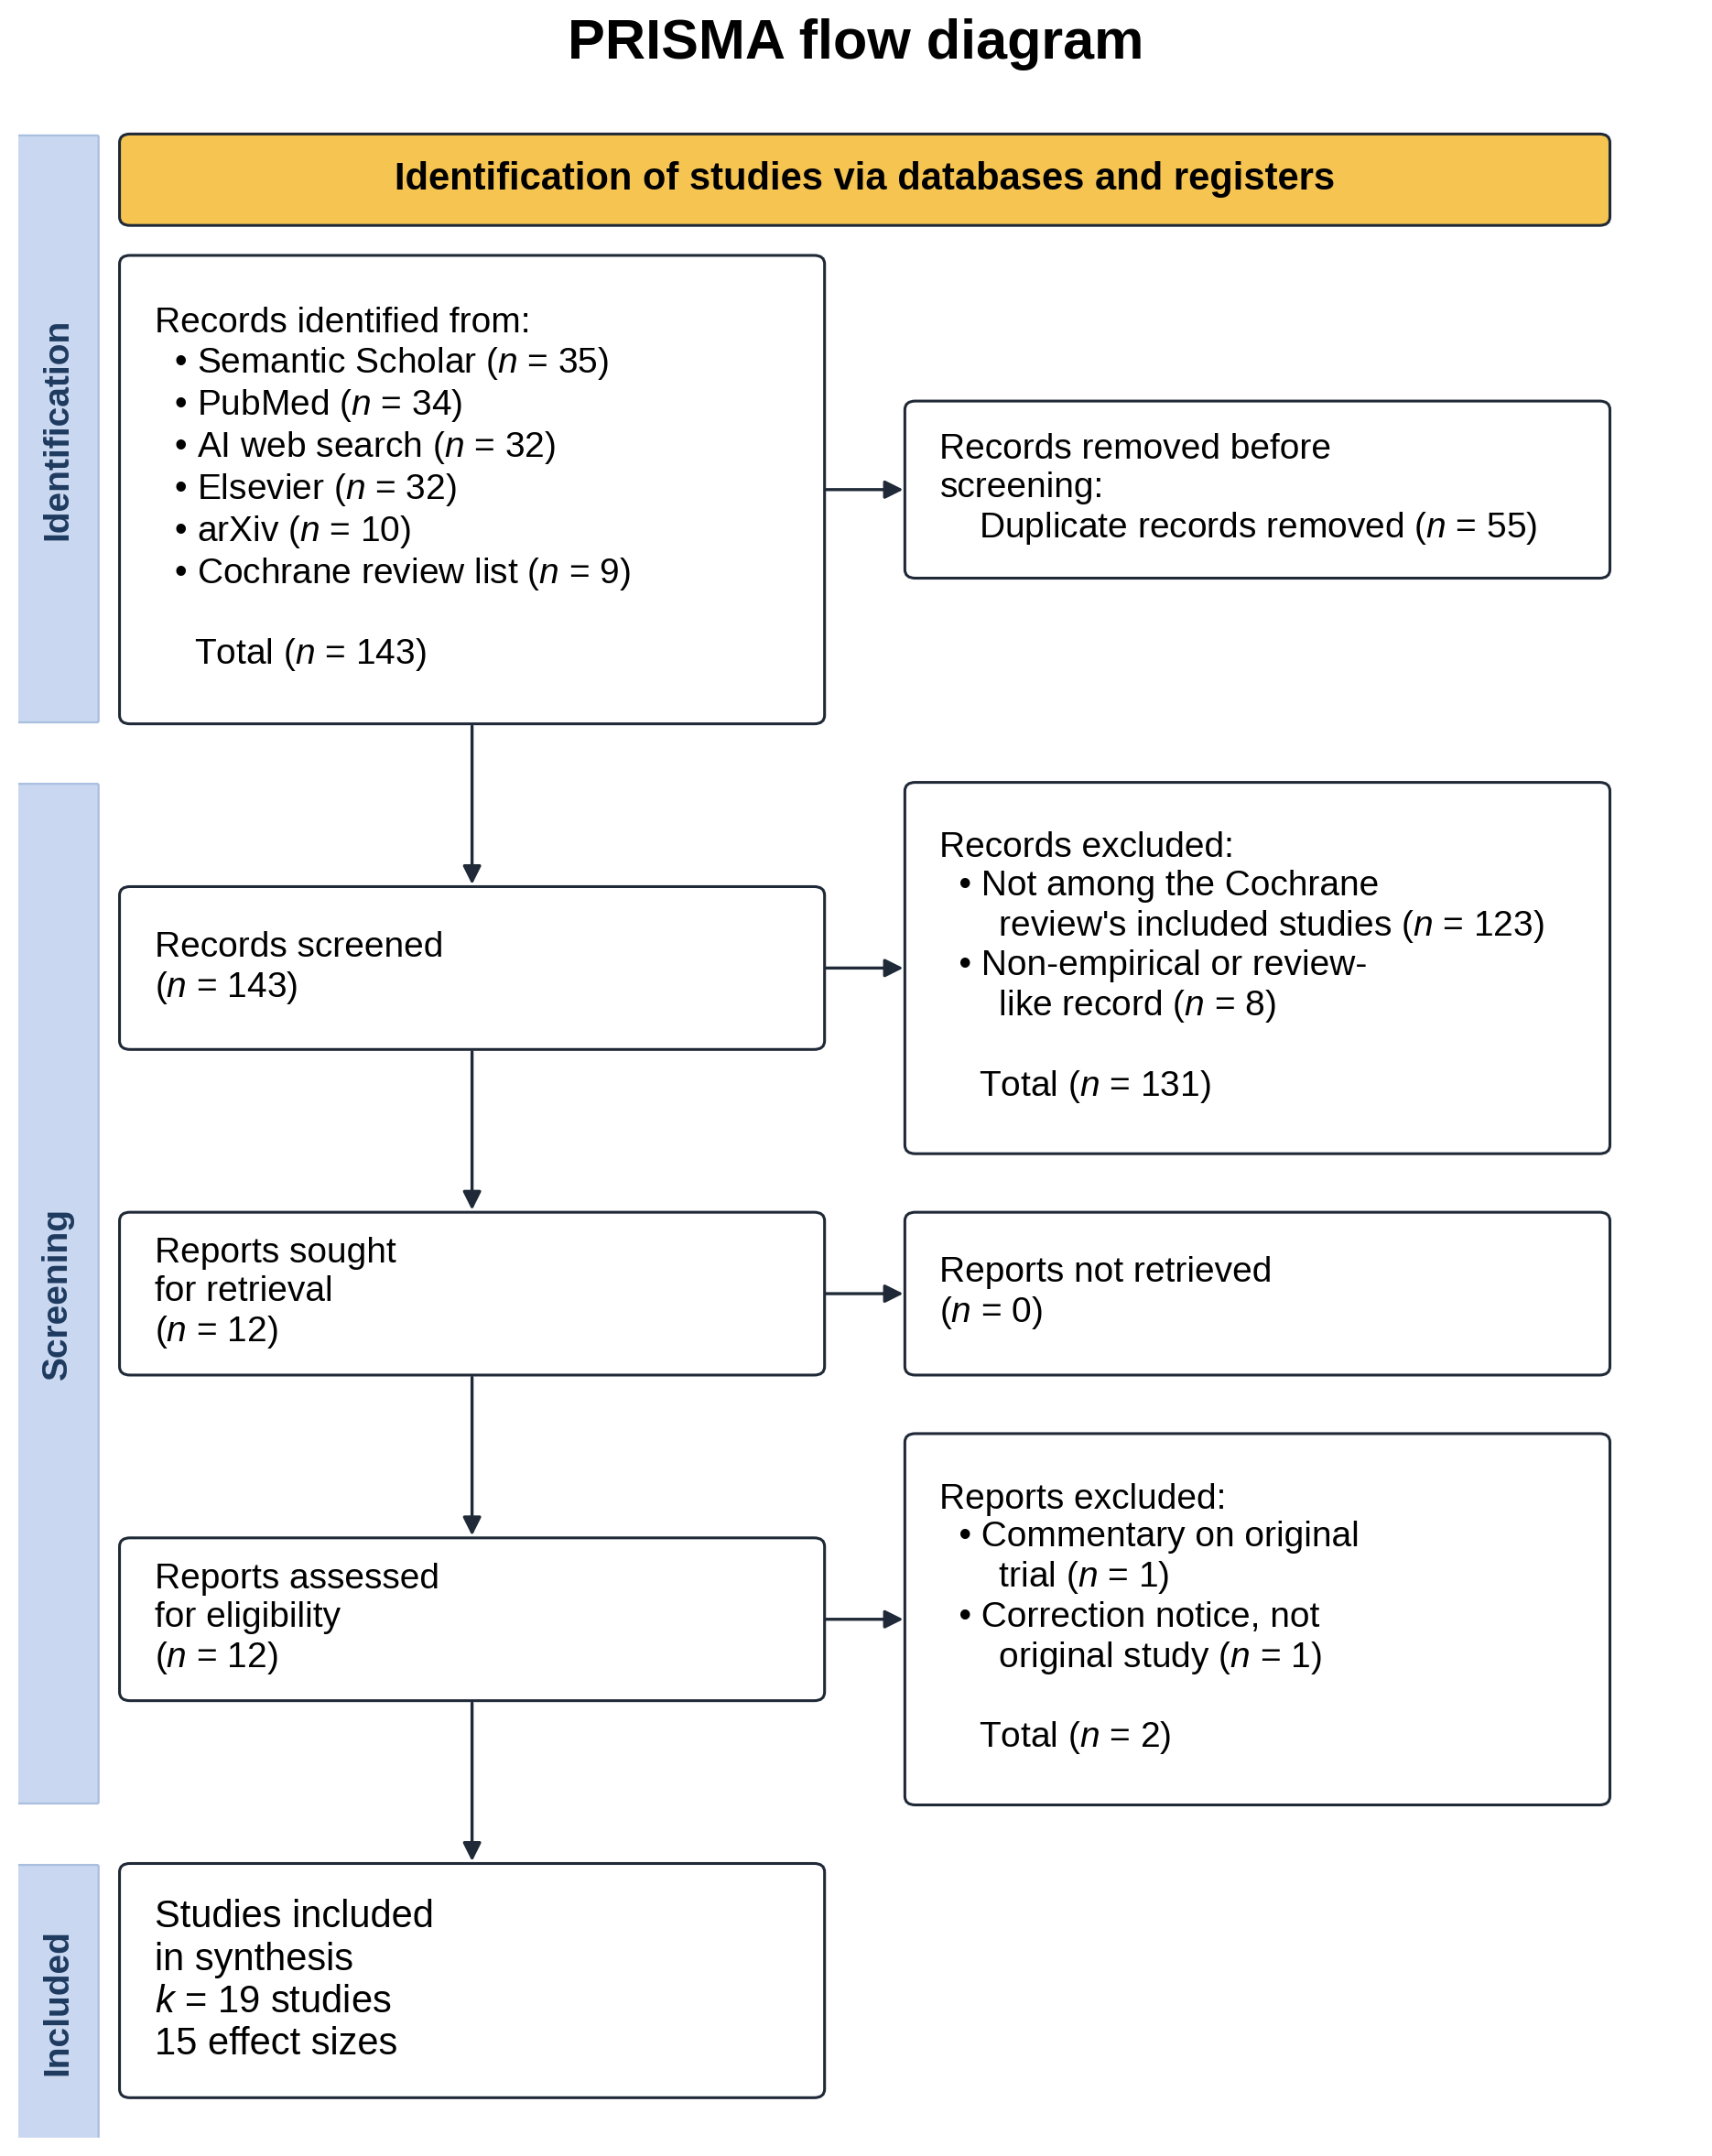 PRISMA flow diagram
Identification of studies via databases and registers
Identification
Records identified from:
• Semantic Scholar (n = 35)
• PubMed (n = 34)
• AI web search (n = 32)
• Elsevier (n = 32)
• arXiv (n = 10)
• Cochrane review list (n = 9)
Total (n = 143)
Records removed before
screening:
Duplicate records removed (n = 55)
Screening
Records screened
(n = 143)
Records excluded:
• Not among the Cochrane
review's included studies (n = 123)
• Non-empirical or review-
like record (n = 8)
Total (n = 131)
Reports sought
for retrieval
(n = 12)
Reports not retrieved
(n = 0)
Reports assessed
for eligibility
(n = 12)
Reports excluded:
• Commentary on original
trial (n = 1)
• Correction notice, not
original study (n = 1)
Total (n = 2)
Included
Studies included
in synthesis
k = 19 studies
15 effect sizes